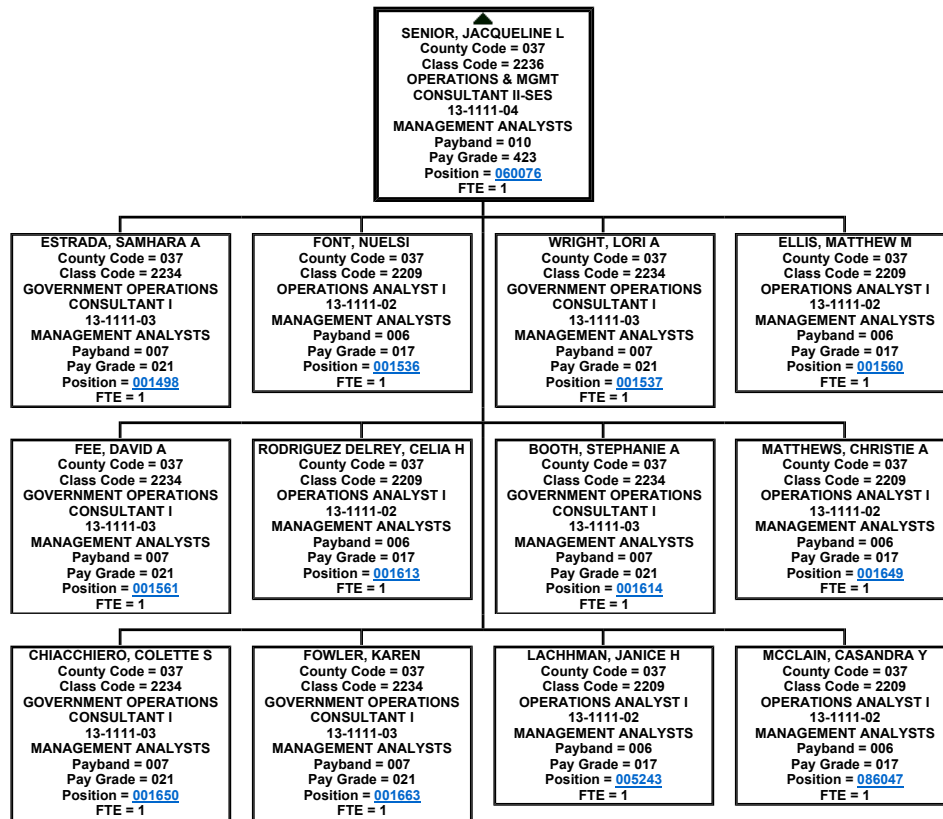 SENIOR, JACQUELINE L
County Code = 037
Class Code = 2236
OPERATIONS & MGMT
CONSULTANT II-SES
13-1111-04
MANAGEMENT ANALYSTS
Payband = 010
Pay Grade = 423
Position = 060076
FTE = 1
ESTRADA, SAMHARA A
County Code = 037
Class Code = 2234
GOVERNMENT OPERATIONS
CONSULTANT I
13-1111-03
MANAGEMENT ANALYSTS
Payband = 007
Pay Grade = 021
Position = 001498
FTE = 1
FONT, NUELSI
County Code = 037
Class Code = 2209
OPERATIONS ANALYST I
13-1111-02
MANAGEMENT ANALYSTS
Payband = 006
Pay Grade = 017
Position = 001536
FTE = 1
WRIGHT, LORI A
County Code = 037
Class Code = 2234
GOVERNMENT OPERATIONS
CONSULTANT I
13-1111-03
MANAGEMENT ANALYSTS
Payband = 007
Pay Grade = 021
Position = 001537
FTE = 1
ELLIS, MATTHEW M
County Code = 037
Class Code = 2209
OPERATIONS ANALYST I
13-1111-02
MANAGEMENT ANALYSTS
Payband = 006
Pay Grade = 017
Position = 001560
FTE = 1
FEE, DAVID A
County Code = 037
Class Code = 2234
GOVERNMENT OPERATIONS
CONSULTANT I
13-1111-03
MANAGEMENT ANALYSTS
Payband = 007
Pay Grade = 021
Position = 001561
FTE = 1
RODRIGUEZ DELREY, CELIA H
County Code = 037
Class Code = 2209
OPERATIONS ANALYST I
13-1111-02
MANAGEMENT ANALYSTS
Payband = 006
Pay Grade = 017
Position = 001613
FTE = 1
BOOTH, STEPHANIE A
County Code = 037
Class Code = 2234
GOVERNMENT OPERATIONS
CONSULTANT I
13-1111-03
MANAGEMENT ANALYSTS
Payband = 007
Pay Grade = 021
Position = 001614
FTE = 1
MATTHEWS, CHRISTIE A
County Code = 037
Class Code = 2209
OPERATIONS ANALYST I
13-1111-02
MANAGEMENT ANALYSTS
Payband = 006
Pay Grade = 017
Position = 001649
FTE = 1
CHIACCHIERO, COLETTE S
County Code = 037
Class Code = 2234
GOVERNMENT OPERATIONS
CONSULTANT I
13-1111-03
MANAGEMENT ANALYSTS
Payband = 007
Pay Grade = 021
Position = 001650
FTE = 1
FOWLER, KAREN
County Code = 037
Class Code = 2234
GOVERNMENT OPERATIONS
CONSULTANT I
13-1111-03
MANAGEMENT ANALYSTS
Payband = 007
Pay Grade = 021
Position = 001663
FTE = 1
LACHHMAN, JANICE H
County Code = 037
Class Code = 2209
OPERATIONS ANALYST I
13-1111-02
MANAGEMENT ANALYSTS
Payband = 006
Pay Grade = 017
Position = 005243
FTE = 1
MCCLAIN, CASANDRA Y
County Code = 037
Class Code = 2209
OPERATIONS ANALYST I
13-1111-02
MANAGEMENT ANALYSTS
Payband = 006
Pay Grade = 017
Position = 086047
FTE = 1